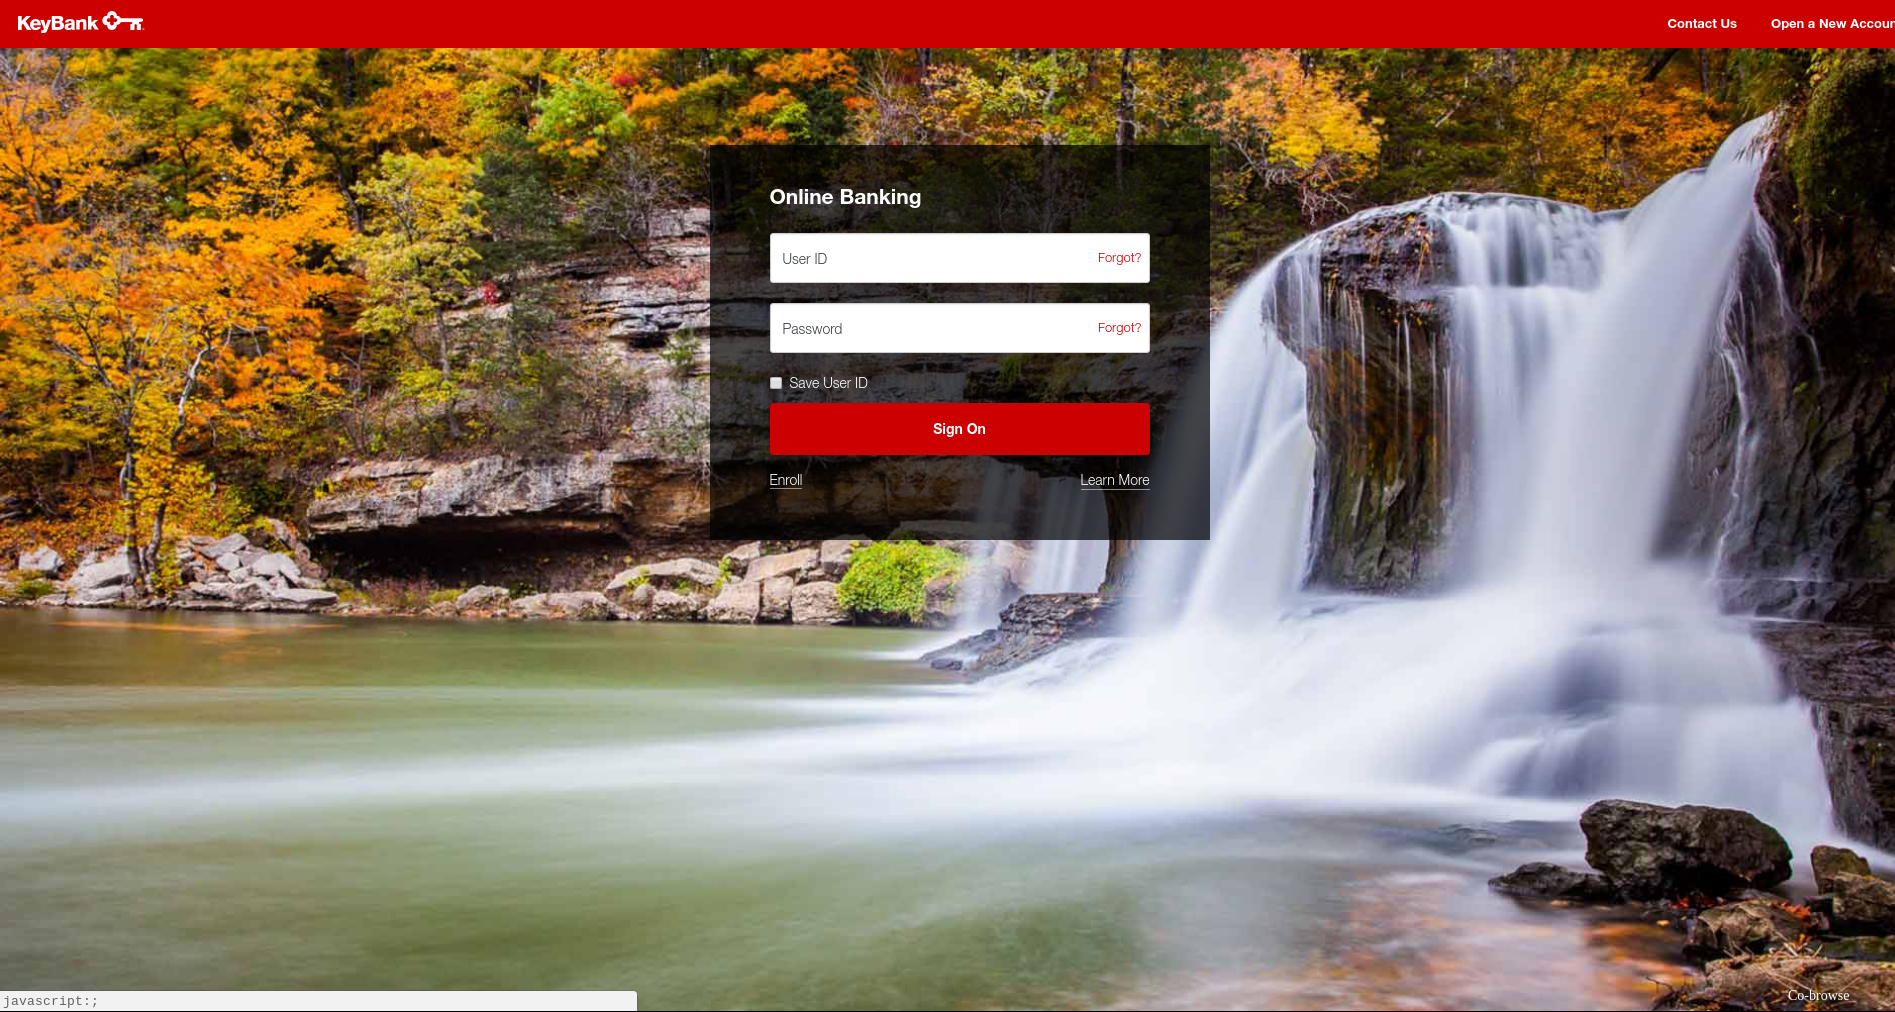 KeyBank
Contact Us
Open a New Accoun
Online Banking
User ID
Forgot?
Password
Forgot?
Save User ID
Sign On
Enroll
Learn More
javascript:;
Co-browse